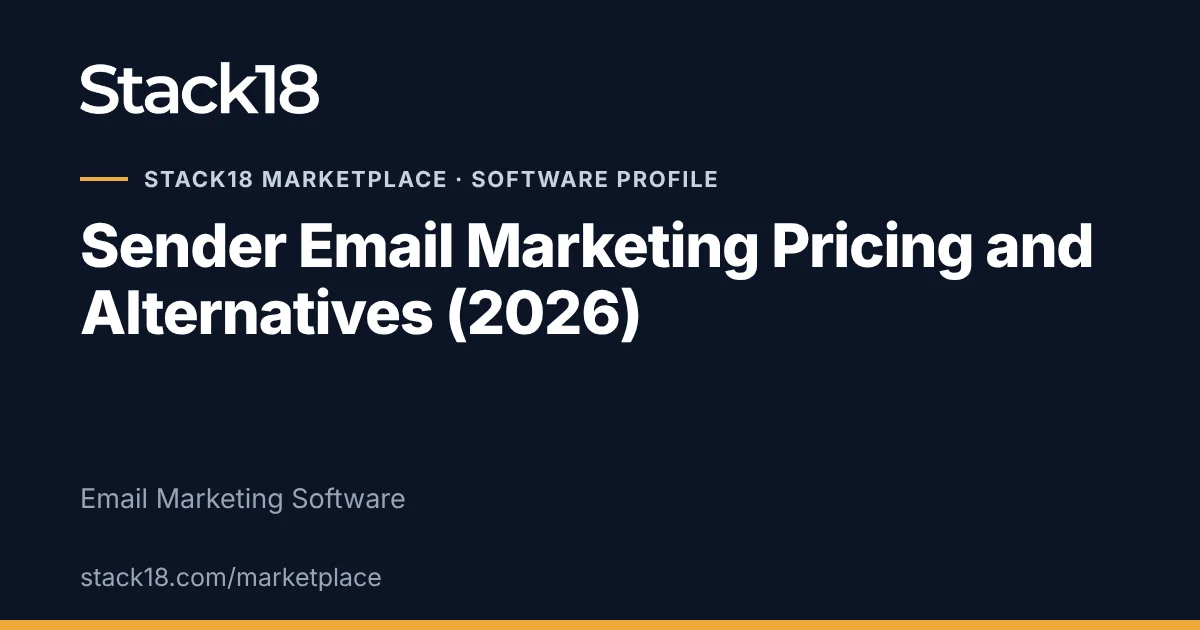 Stack18
STACK18 MARKETPLACE · SOFTWARE PROFILE
Sender Email Marketing Pricing and
Alternatives (2026)
Email Marketing Software
stack18.com/marketplace